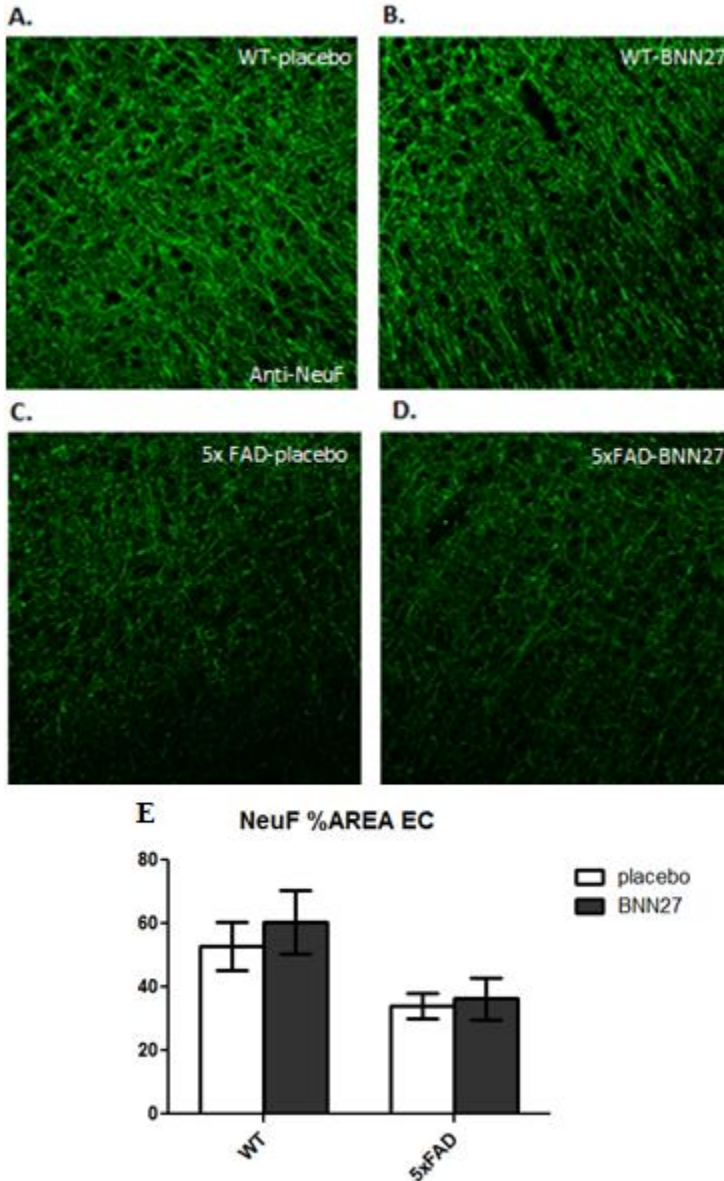 A.
B.
WT-placebo
WT-BNN27
Anti-NeuF
C.
D.
5x FAD-placebo
5xFAD-BNN27
E
NeuF %AREA EC
80
60
40
20
0
placebo
BNN27
WT
5xFAD